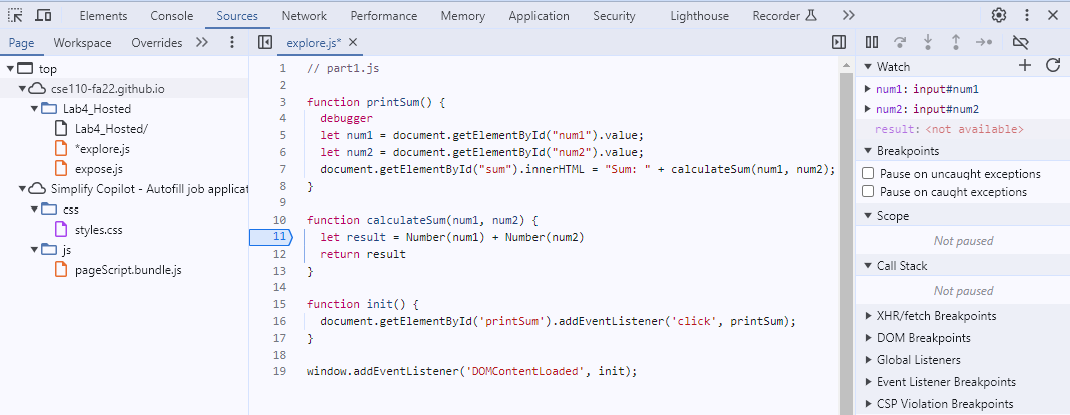 Elements Console Sources Network Performance Memory Application Security Lighthouse Recorder
Page Workspace Overrides
explore.js*
top
cse110-fa22.github.io
Lab4_Hosted
Lab4_Hosted/
*explore.js
expose.js
Simplify Copilot - Autofill job applicat
css
styles.css
js
pageScript.bundle.js
1 // part1.js
2
3 function printSum() {
4 debugger
5 let num1 = document.getElementById("num1").value;
6 let num2 = document.getElementById("num2").value;
7 document.getElementById("sum").innerHTML = "Sum: " + calculateSum(num1, num2);
8 }
9
10 function calculateSum(num1, num2) {
11 let result = Number(num1) + Number(num2)
12 return result
13 }
14
15 function init() {
16 document.getElementById('printSum').addEventListener('click', printSum);
17 }
18
19 window.addEventListener('DOMContentLoaded', init);
Watch
num1: input#num1
num2: input#num2
result: <not available>
Breakpoints
Pause on uncaught exceptions
Pause on caught exceptions
Scope
Not paused
Call Stack
Not paused
XHR/fetch Breakpoints
DOM Breakpoints
Global Listeners
Event Listener Breakpoints
CSP Violation Breakpoints